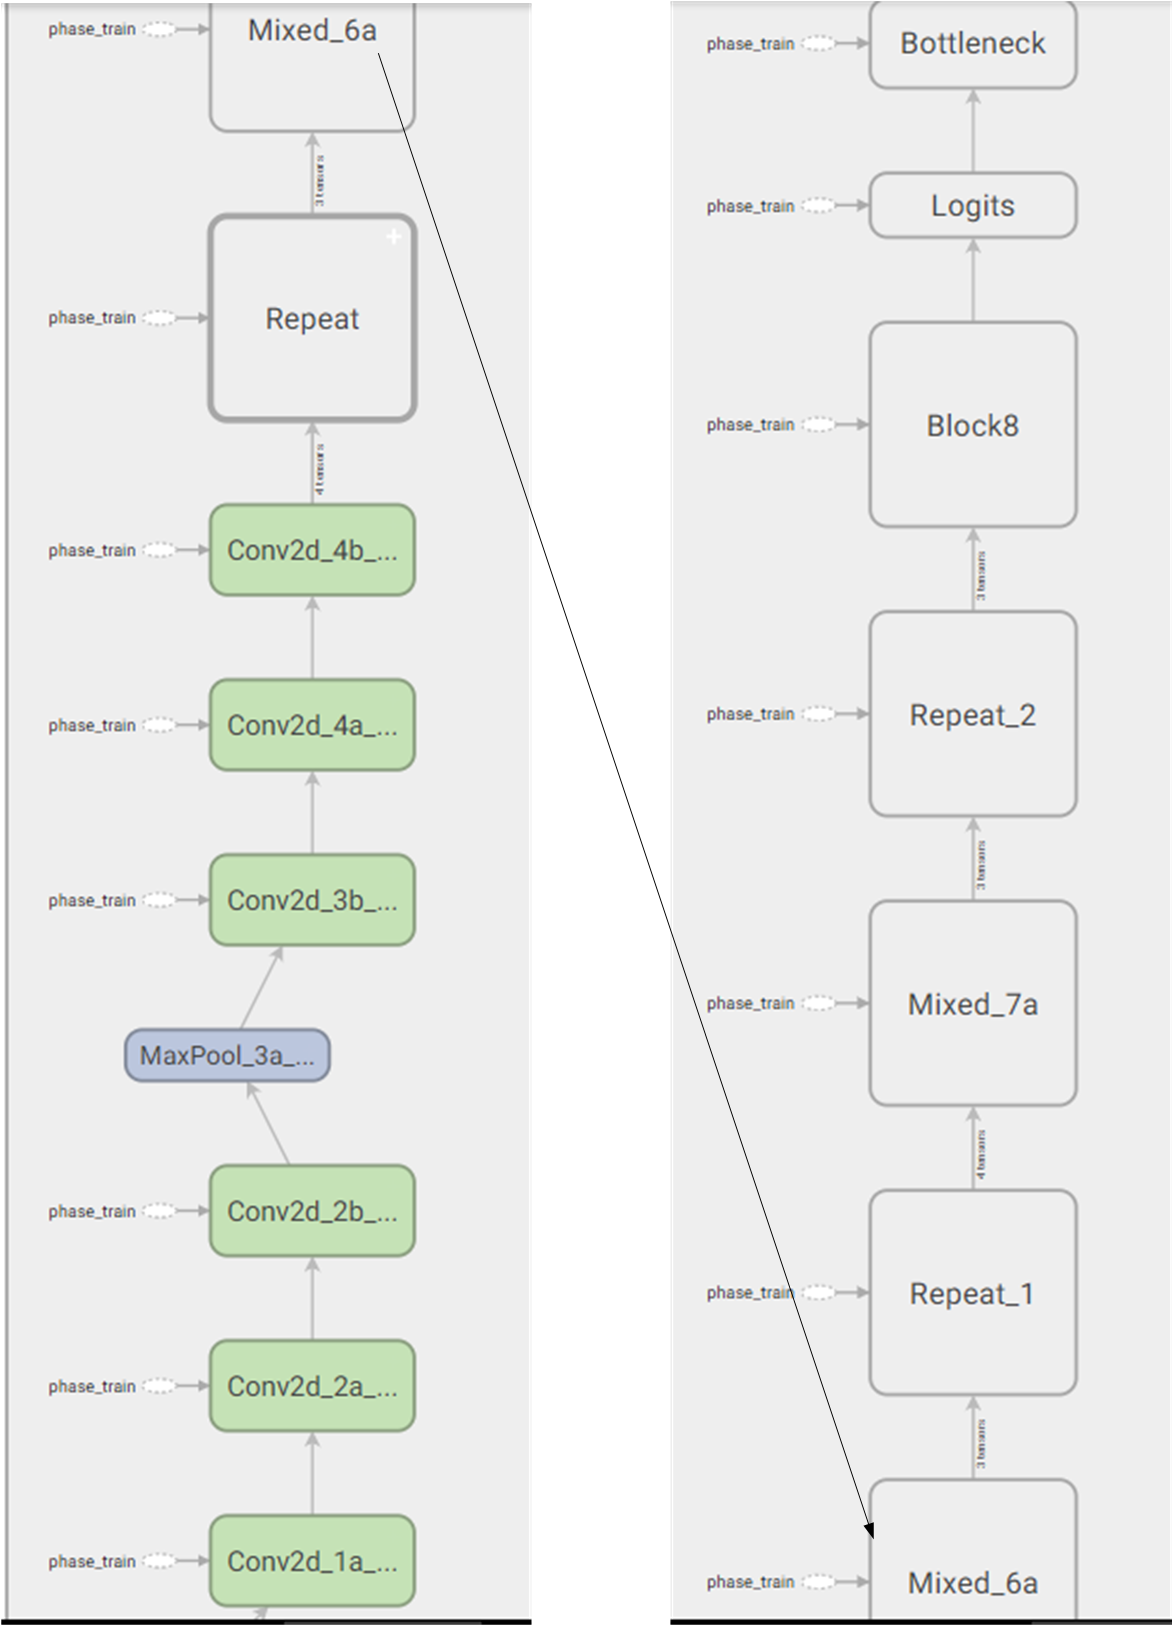 phase_train
Mixed_6a
3 tensors
phase_train
Repeat
4 tensors
phase_train
Conv2d_4b_...
phase_train
Conv2d_4a_...
phase_train
Conv2d_3b_...
MaxPool_3a_...
phase_train
Conv2d_2b_...
phase_train
Conv2d_2a_...
phase_train
Conv2d_1a_...
phase_train
Bottleneck
phase_train
Logits
phase_train
Block8
3 tensors
phase_train
Repeat_2
3 tensors
phase_train
Mixed_7a
4 tensors
phase_train
Repeat_1
3 tensors
phase_train
Mixed_6a